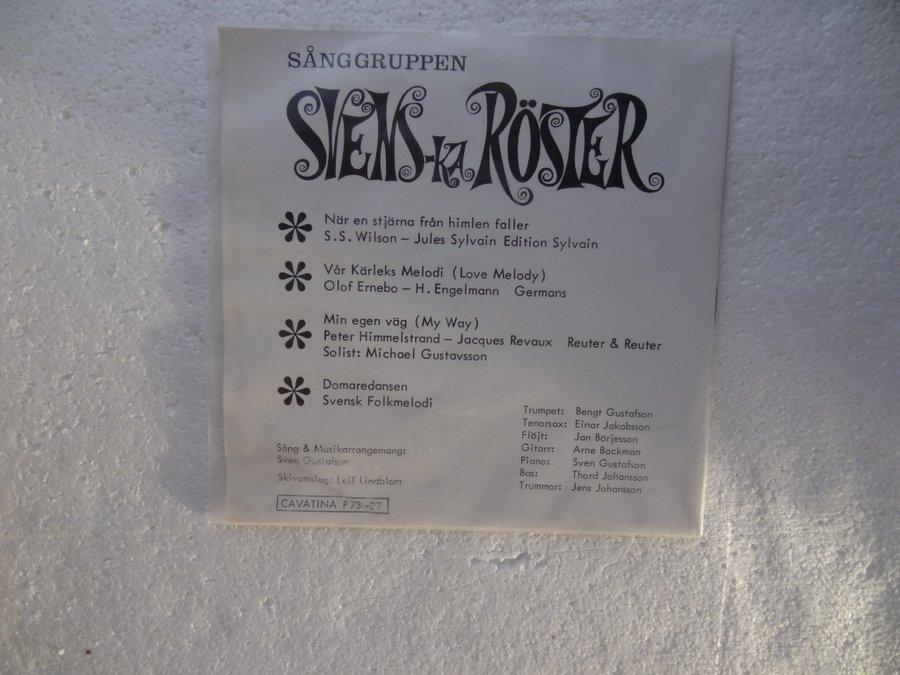 SÅNGGRUPPEN
SVENS-KA RÖSTER
När en stjärna från himlen faller
S.S. Wilson – Jules Sylvain Edition Sylvain
Vår Kärleks Melodi (Love Melody)
Olof Ernebo – H. Engelmann Germans
Min egen väg (My Way)
Peter Himmelstrand – Jacques Revaux Reuter & Reuter
Solist: Michael Gustavsson
Domaredansen
Svensk Folkmelodi
Sång & Musikarrangemang:
Sven Gustafson
Skivomslag: Leif Lindblom
CAVATINA P 73-27
Trumpet: Bengt Gustafson
Tenorsax: Einar Jakobsson
Flöjt: Jan Börjesson
Gitarr: Arne Backman
Piano: Sven Gustafson
Bas: Thord Johansson
Trummor: Jens Johansson